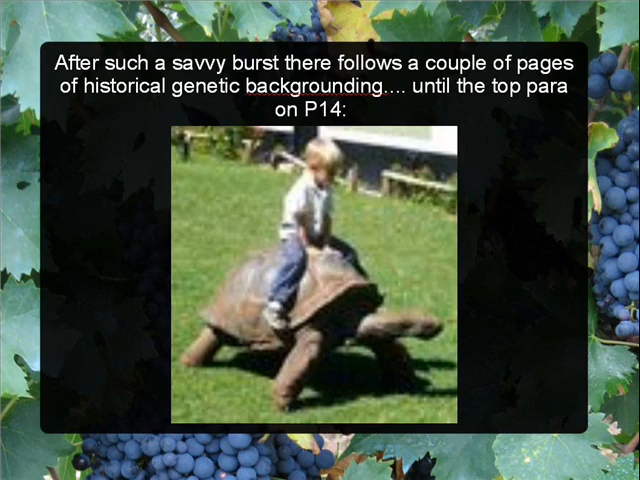 After such a savvy burst there follows a couple of pages
of historical genetic backgrounding.... until the top para
on P14: